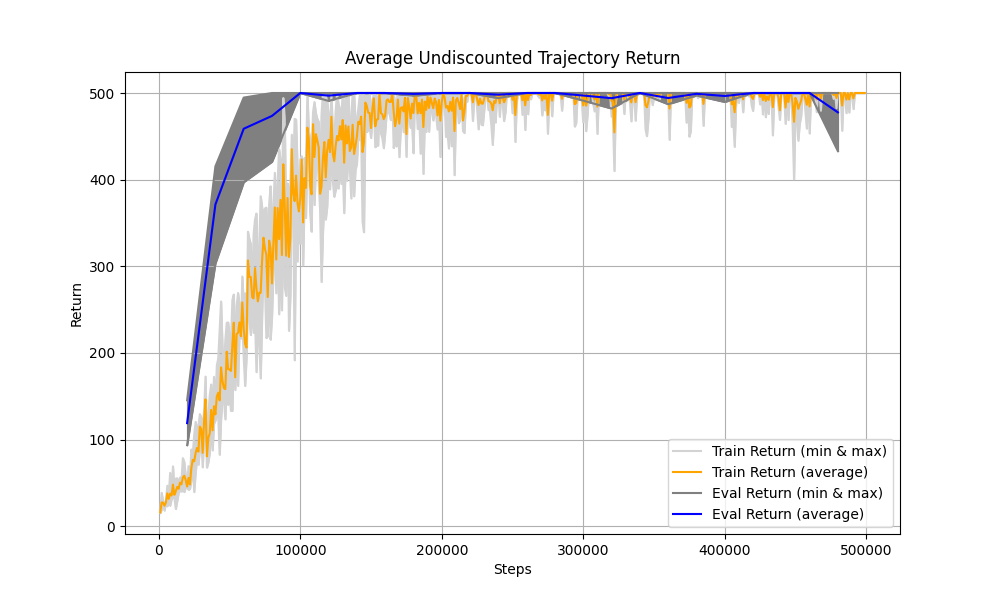 Average Undiscounted Trajectory Return
Return
500
400
300
200
100
0
0 100000 200000 300000 400000 500000
Steps
Train Return (min & max)
Train Return (average)
Eval Return (min & max)
Eval Return (average)